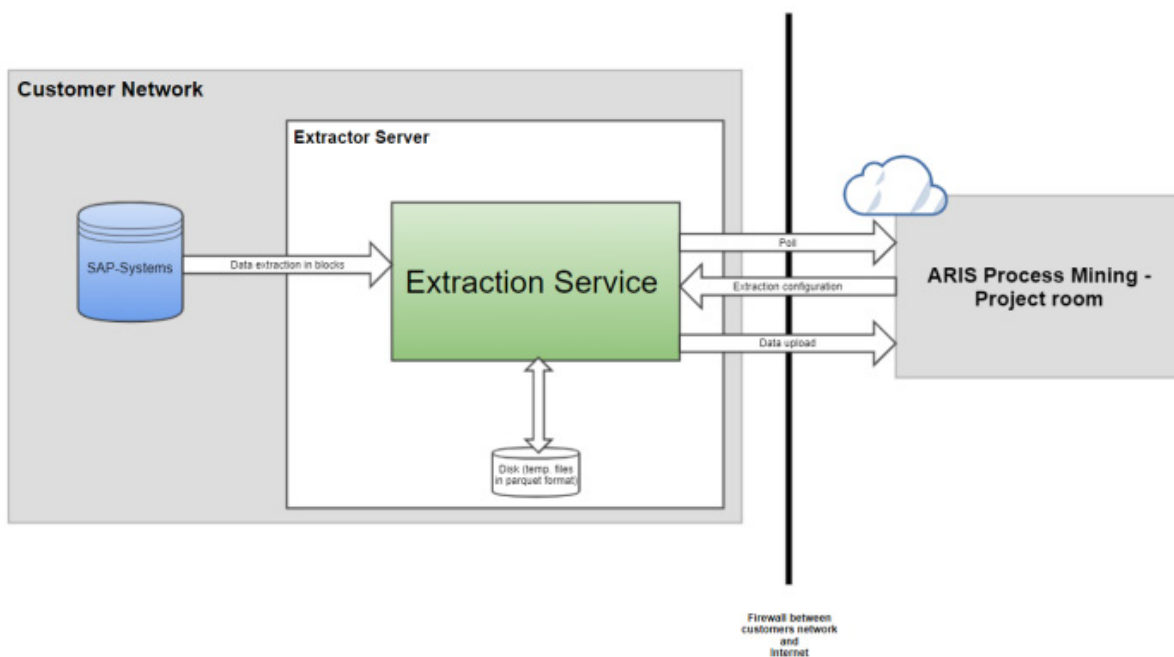 Customer Network
Extractor Server
SAP-Systems
Data extraction in blocks
Extraction Service
Poll
Extraction configuration
Data upload
ARIS Process Mining -
Project room
Disk (temp. files
in parquet format)
Firewall between
customers network
and
Internet